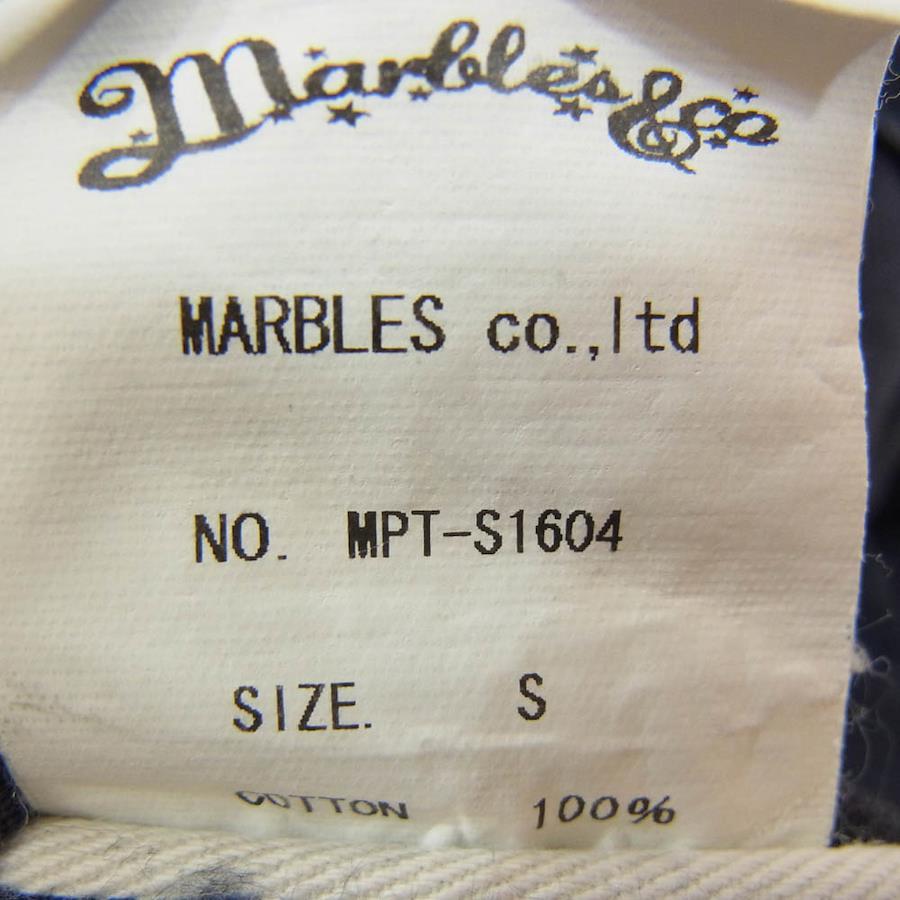 Marbles & co
MARBLES co.,ltd
NO. MPT-S1604
SIZE. S
COTTON 100%